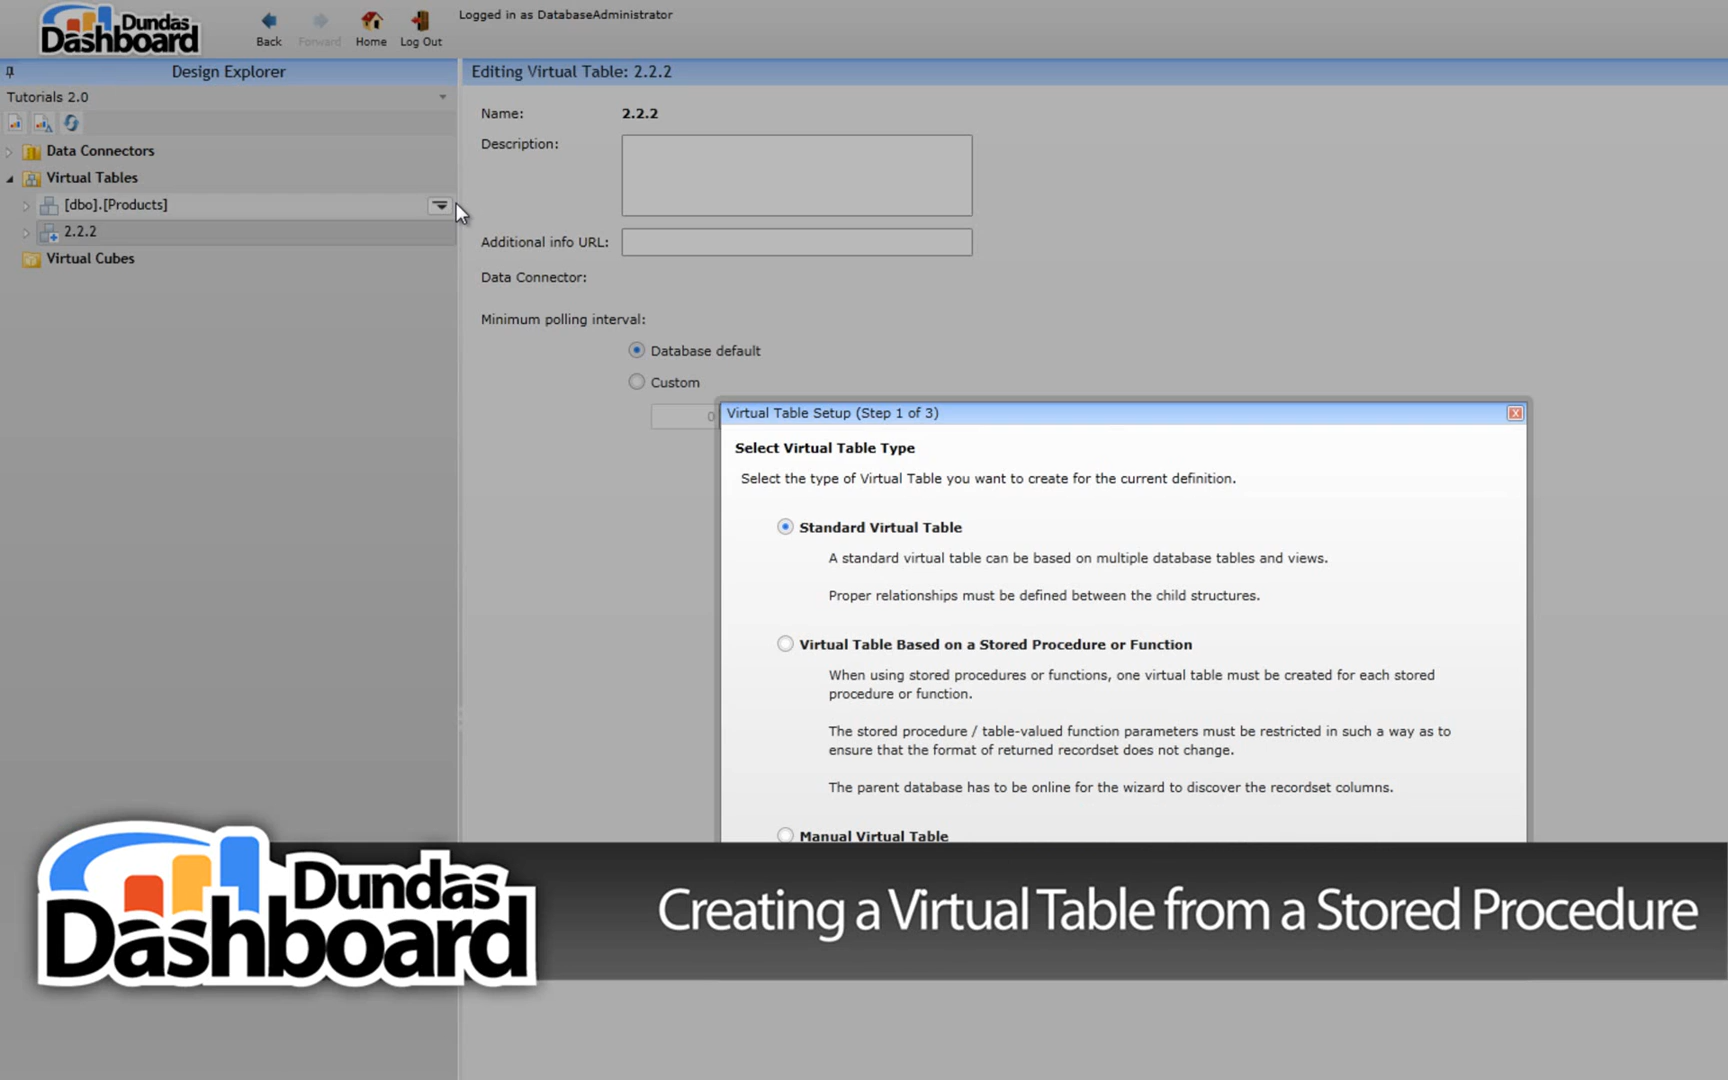 Dundas
Dashboard
Back
Forward
Home
Log Out
Logged in as DatabaseAdministrator
Design Explorer
Editing Virtual Table: 2.2.2
Tutorials 2.0
Data Connectors
Virtual Tables
[dbo].[Products]
2.2.2
Virtual Cubes
Name:
2.2.2
Description:
Additional info URL:
Data Connector:
Minimum polling interval:
Database default
Custom
0
Virtual Table Setup (Step 1 of 3)
Select Virtual Table Type
Select the type of Virtual Table you want to create for the current definition.
Standard Virtual Table
A standard virtual table can be based on multiple database tables and views.
Proper relationships must be defined between the child structures.
Virtual Table Based on a Stored Procedure or Function
When using stored procedures or functions, one virtual table must be created for each stored
procedure or function.
The stored procedure / table-valued function parameters must be restricted in such a way as to
ensure that the format of returned recordset does not change.
The parent database has to be online for the wizard to discover the recordset columns.
Manual Virtual Table
Dundas
Dashboard
Creating a Virtual Table from a Stored Procedure